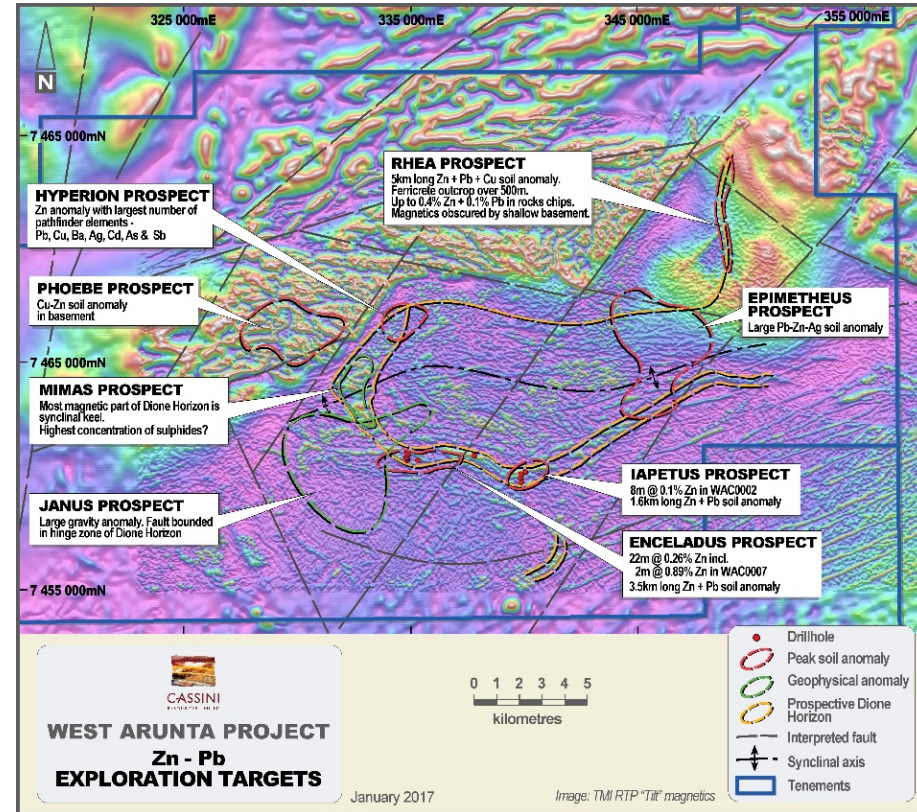 325 000mE
335 000mE
345 000mE
355 000mE
N
7 465 000mN
RHEA PROSPECT
5km long Zn + Pb + Cu soil anomaly.
Ferricrete outcrop over 500m.
Up to 0.4% Zn + 0.1% Pb in rocks chips.
Magnetics obscured by shallow basement.
HYPERION PROSPECT
Zn anomaly with largest number of
pathfinder elements -
Pb, Cu, Ba, Ag, Cd, As & Sb
PHOEBE PROSPECT
Cu-Zn soil anomaly
in basement
EPIMETHEUS
PROSPECT
Large Pb-Zn-Ag soil anomaly
7 465 000mN
MIMAS PROSPECT
Most magnetic part of Dione Horizon is
synclinal keel.
Highest concentration of sulphides?
JANUS PROSPECT
Large gravity anomaly. Fault bounded
in hinge zone of Dione Horizon
IAPETUS PROSPECT
8m @ 0.1% Zn in WAC0002
1.6km long Zn + Pb soil anomaly
ENCELADUS PROSPECT
22m @ 0.26% Zn incl.
2m @ 0.89% Zn in WAC0007
3.5km long Zn + Pb soil anomaly
7 455 000mN
CASSINI
RESOURCES LIMITED
WEST ARUNTA PROJECT
Zn - Pb
EXPLORATION TARGETS
January 2017
0 1 2 3 4 5
kilometres
Image: TMI RTP "Tilt" magnetics
Drillhole
Peak soil anomaly
Geophysical anomaly
Prospective Dione
Horizon
Interpreted fault
Synclinal axis
Tenements